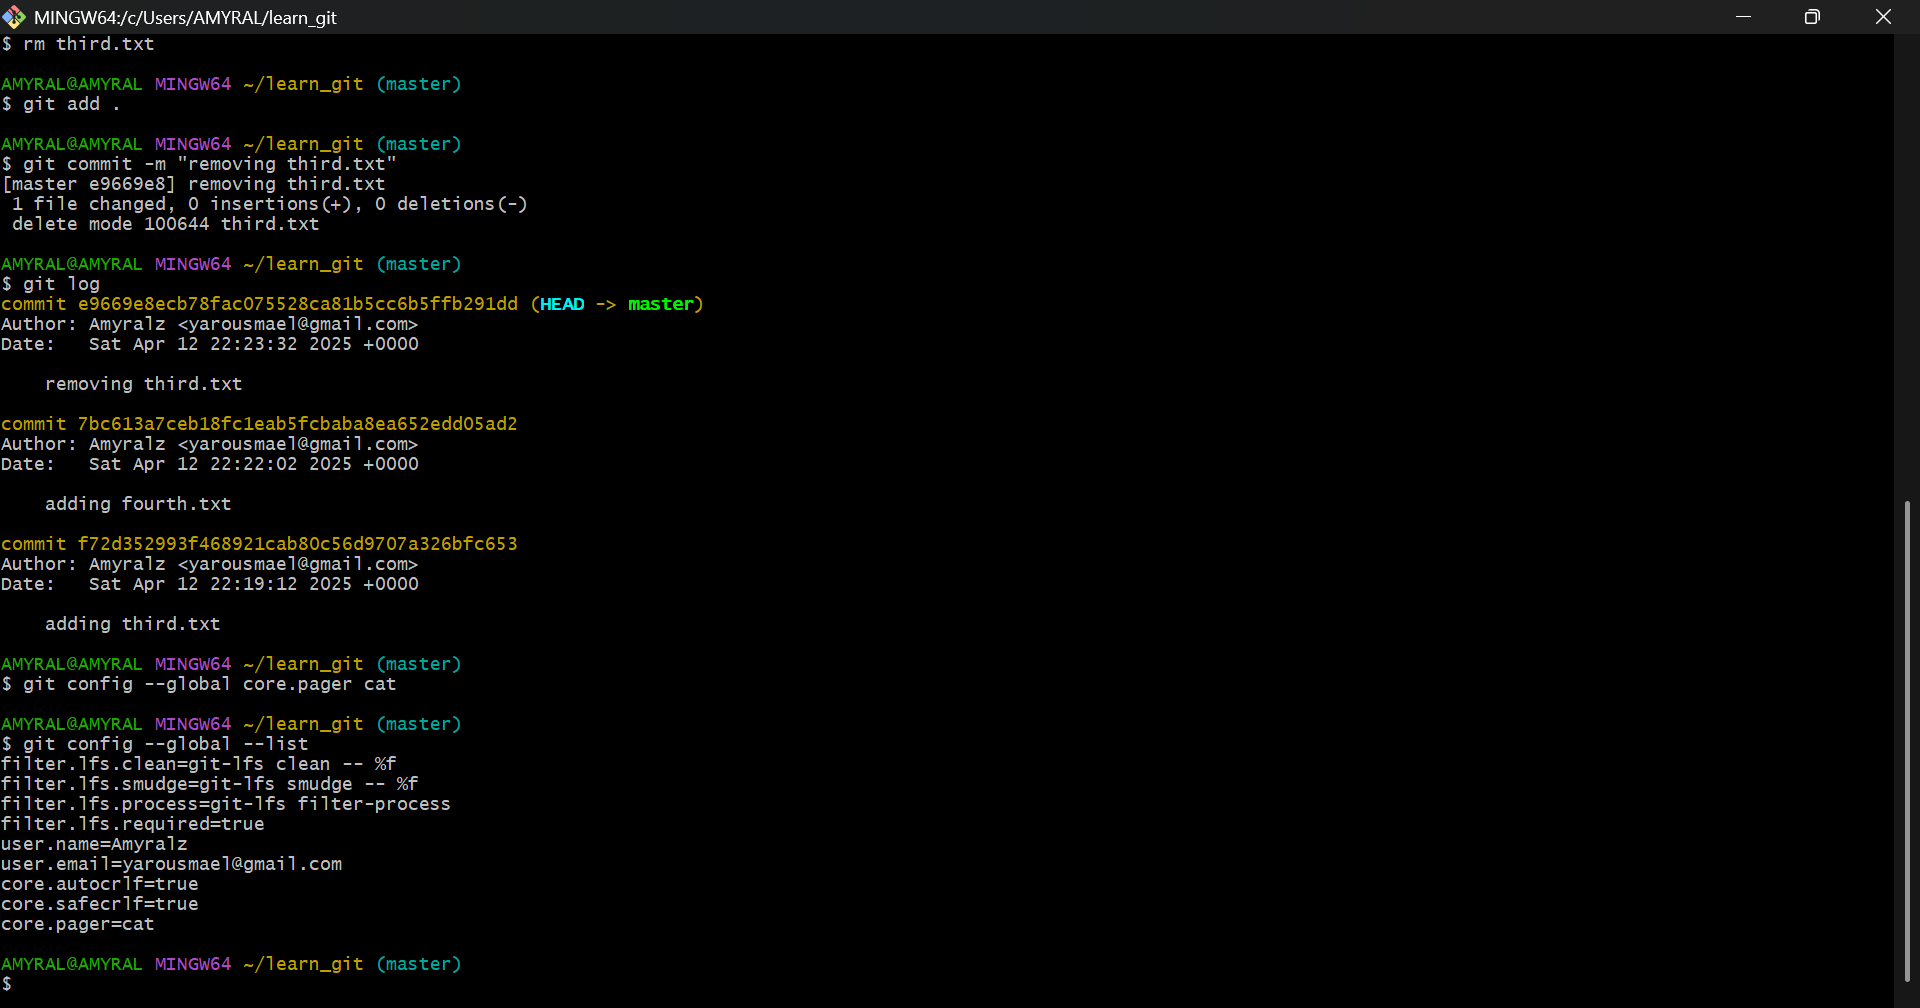 MINGW64:/c/Users/AMYRAL/learn_git
$ rm third.txt
AMYRAL@AMYRAL MINGW64 ~/learn_git (master)
$ git add .
AMYRAL@AMYRAL MINGW64 ~/learn_git (master)
$ git commit -m "removing third.txt"
[master e9669e8] removing third.txt
 1 file changed, 0 insertions(+), 0 deletions(-)
 delete mode 100644 third.txt
AMYRAL@AMYRAL MINGW64 ~/learn_git (master)
$ git log
commit e9669e8ecb78fac075528ca81b5cc6b5ffb291dd (HEAD -> master)
Author: Amyralz <yarousmael@gmail.com>
Date:   Sat Apr 12 22:23:32 2025 +0000
    removing third.txt
commit 7bc613a7ceb18fc1eab5fcbaba8ea652edd05ad2
Author: Amyralz <yarousmael@gmail.com>
Date:   Sat Apr 12 22:22:02 2025 +0000
    adding fourth.txt
commit f72d352993f468921cab80c56d9707a326bfc653
Author: Amyralz <yarousmael@gmail.com>
Date:   Sat Apr 12 22:19:12 2025 +0000
    adding third.txt
AMYRAL@AMYRAL MINGW64 ~/learn_git (master)
$ git config --global core.pager cat
AMYRAL@AMYRAL MINGW64 ~/learn_git (master)
$ git config --global --list
filter.lfs.clean=git-lfs clean -- %f
filter.lfs.smudge=git-lfs smudge -- %f
filter.lfs.process=git-lfs filter-process
filter.lfs.required=true
user.name=Amyralz
user.email=yarousmael@gmail.com
core.autocrlf=true
core.safecrlf=true
core.pager=cat
AMYRAL@AMYRAL MINGW64 ~/learn_git (master)
$